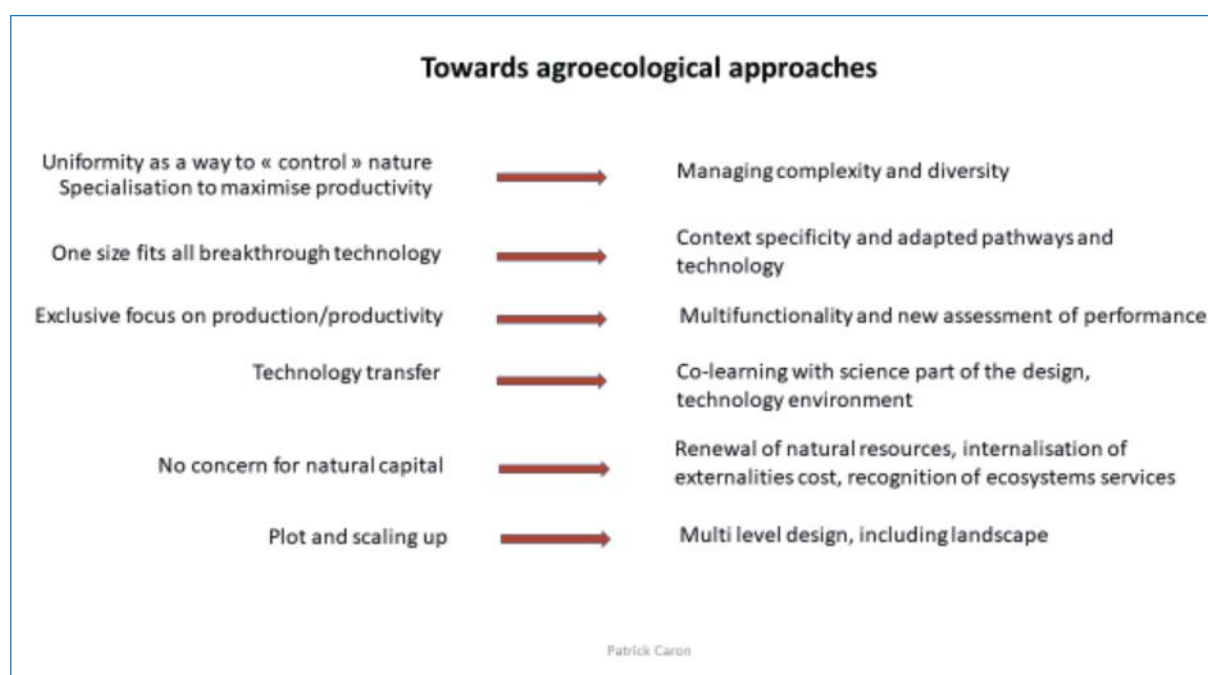 Towards agroecological approaches
Uniformity as a way to « control » nature
Specialisation to maximise productivity
Managing complexity and diversity
One size fits all breakthrough technology
Context specificity and adapted pathways and
technology
Exclusive focus on production/productivity
Multifunctionality and new assessment of performance
Technology transfer
Co-learning with science part of the design,
technology environment
No concern for natural capital
Renewal of natural resources, internalisation of
externalities cost, recognition of ecosystems services
Plot and scaling up
Multi level design, including landscape
Patrick Caron